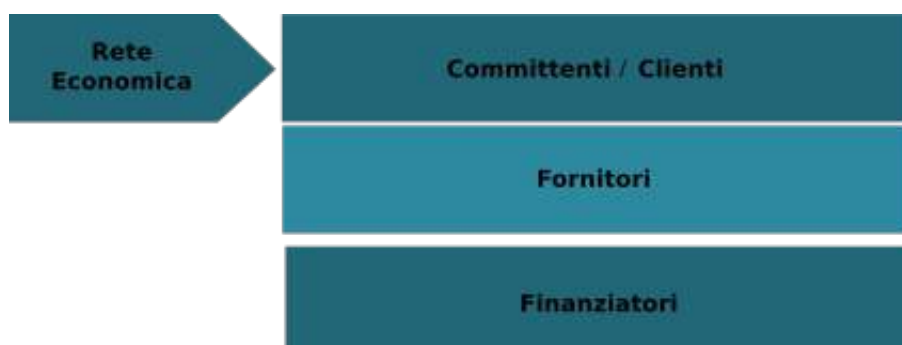 Rete
Economica
Committenti / Clienti
Fornitori
Finanziatori